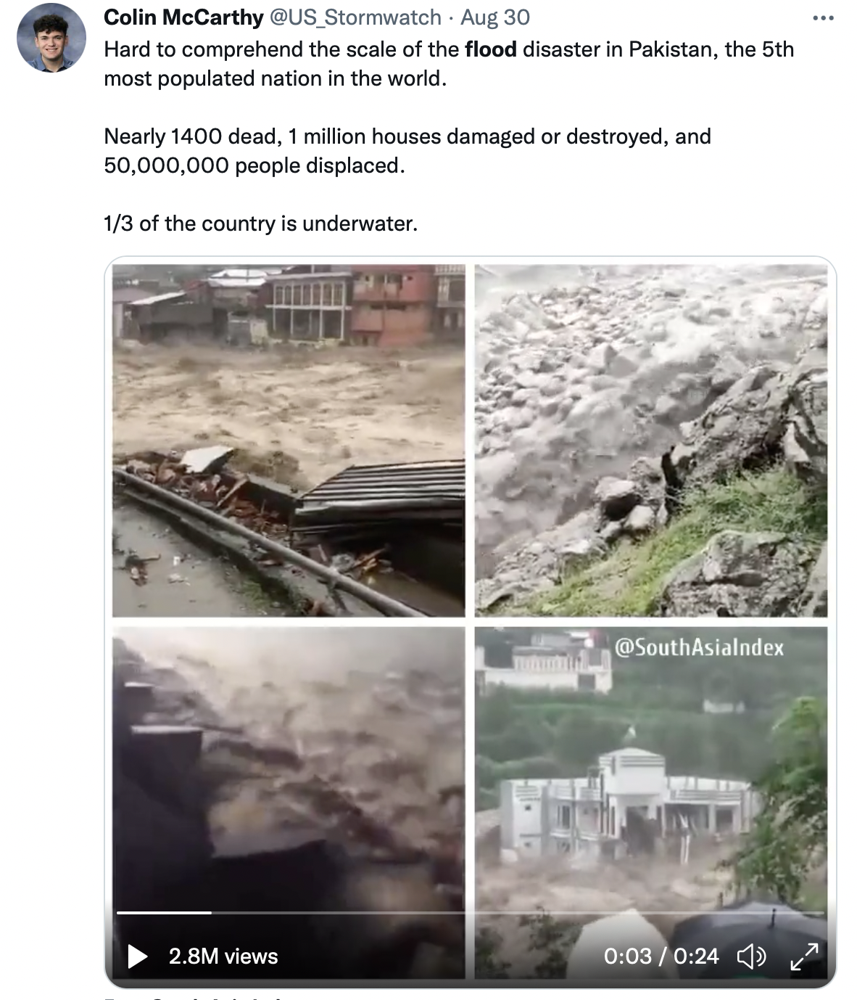 Colin McCarthy @US_Stormwatch · Aug 30
Hard to comprehend the scale of the flood disaster in Pakistan, the 5th
most populated nation in the world.
Nearly 1400 dead, 1 million houses damaged or destroyed, and
50,000,000 people displaced.
1/3 of the country is underwater.
@SouthAsiaIndex
2.8M views
0:03 / 0:24